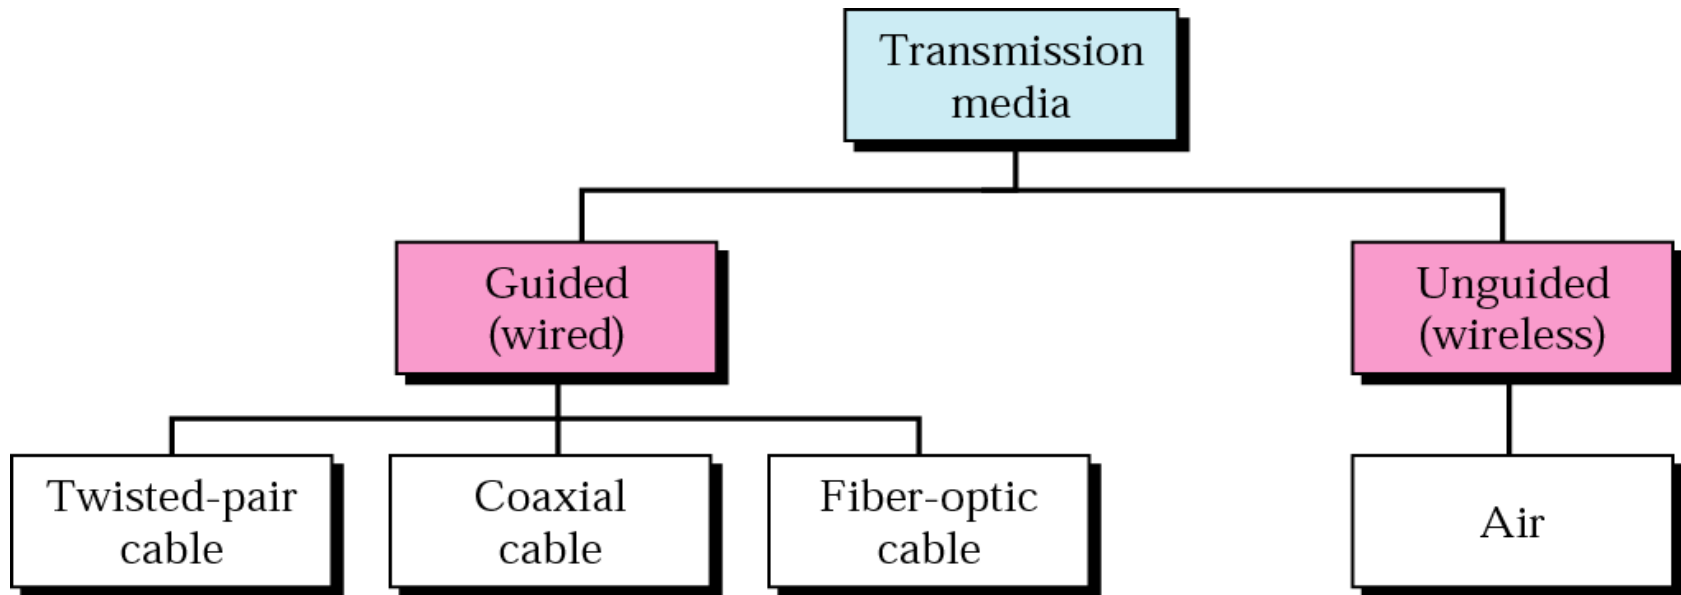 Transmission
media
Guided
(wired)
Unguided
(wireless)
Twisted-pair
cable
Coaxial
cable
Fiber-optic
cable
Air